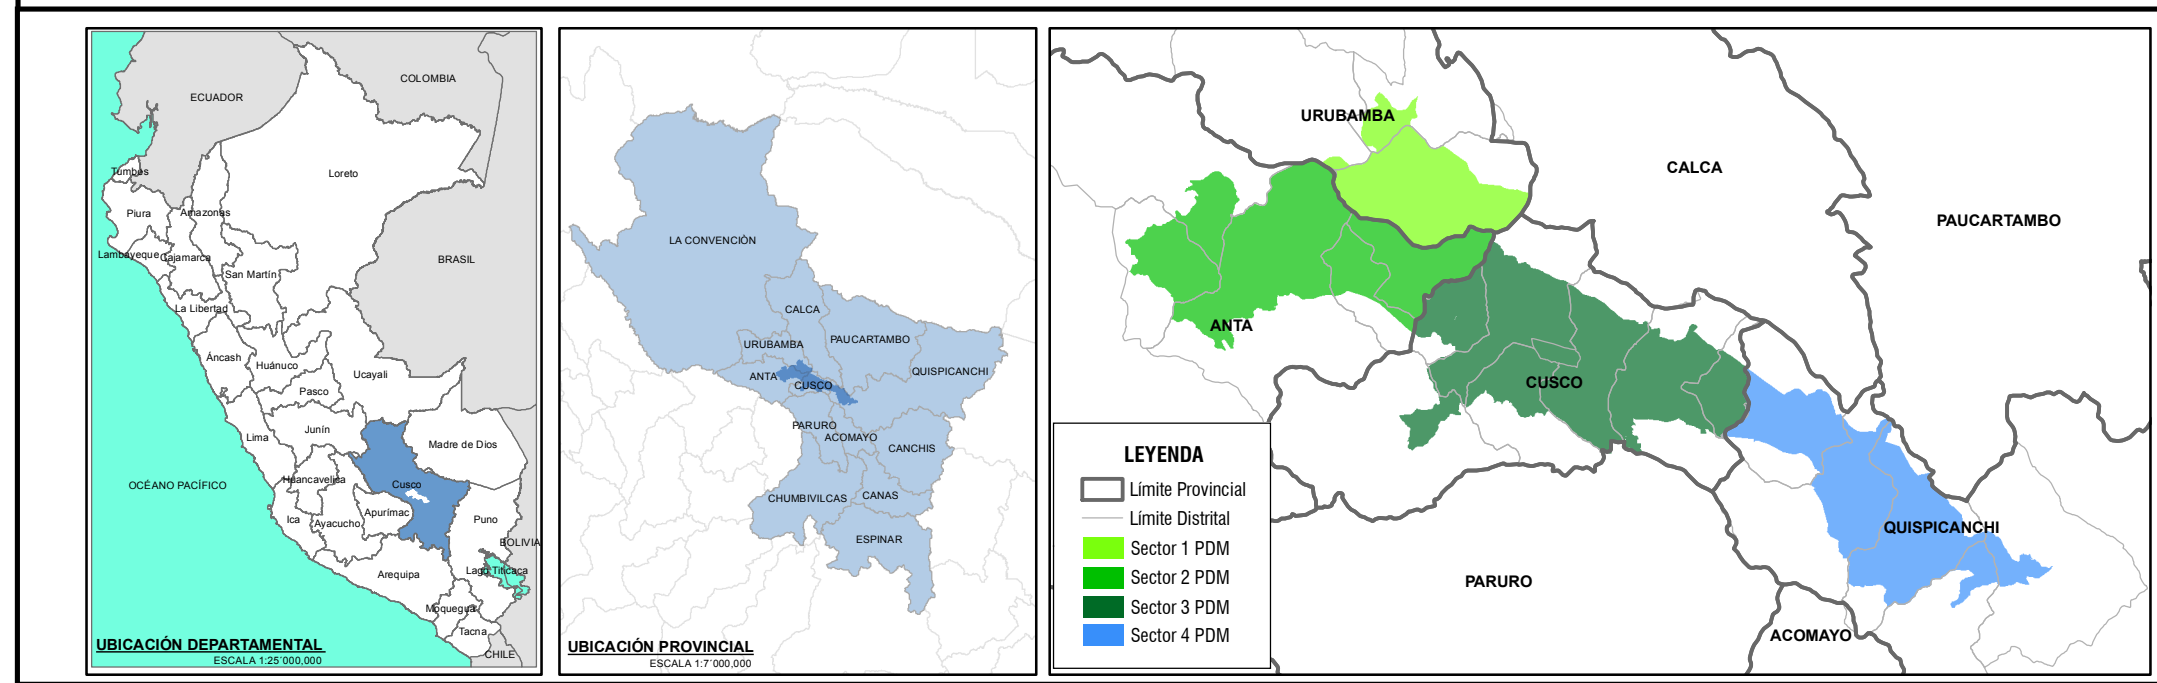 COLOMBIA
ECUADOR
Tumbes
Loreto
Piura
Amazonas
Lambayeque
Cajamarca
San Martín
BRASIL
La Libertad
Áncash
Huánuco
Ucayali
Pasco
Junín
Lima
Madre de Dios
Huancavelica
Cusco
OCÉANO PACÍFICO
Ica
Ayacucho
Apurímac
Puno
BOLIVIA
Lago Titicaca
Arequipa
Moquegua
Tacna
CHILE
UBICACIÓN DEPARTAMENTAL
ESCALA 1:25´000,000
LA CONVENCIÒN
CALCA
URUBAMBA
PAUCARTAMBO
ANTA
CUSCO
QUISPICANCHI
PARURO
ACOMAYO
CANCHIS
CHUMBIVILCAS
CANAS
ESPINAR
UBICACIÓN PROVINCIAL
ESCALA 1:7´000,000
URUBAMBA
CALCA
PAUCARTAMBO
ANTA
CUSCO
QUISPICANCHI
PARURO
ACOMAYO
LEYENDA
Límite Provincial
Límite Distrital
Sector 1 PDM
Sector 2 PDM
Sector 3 PDM
Sector 4 PDM